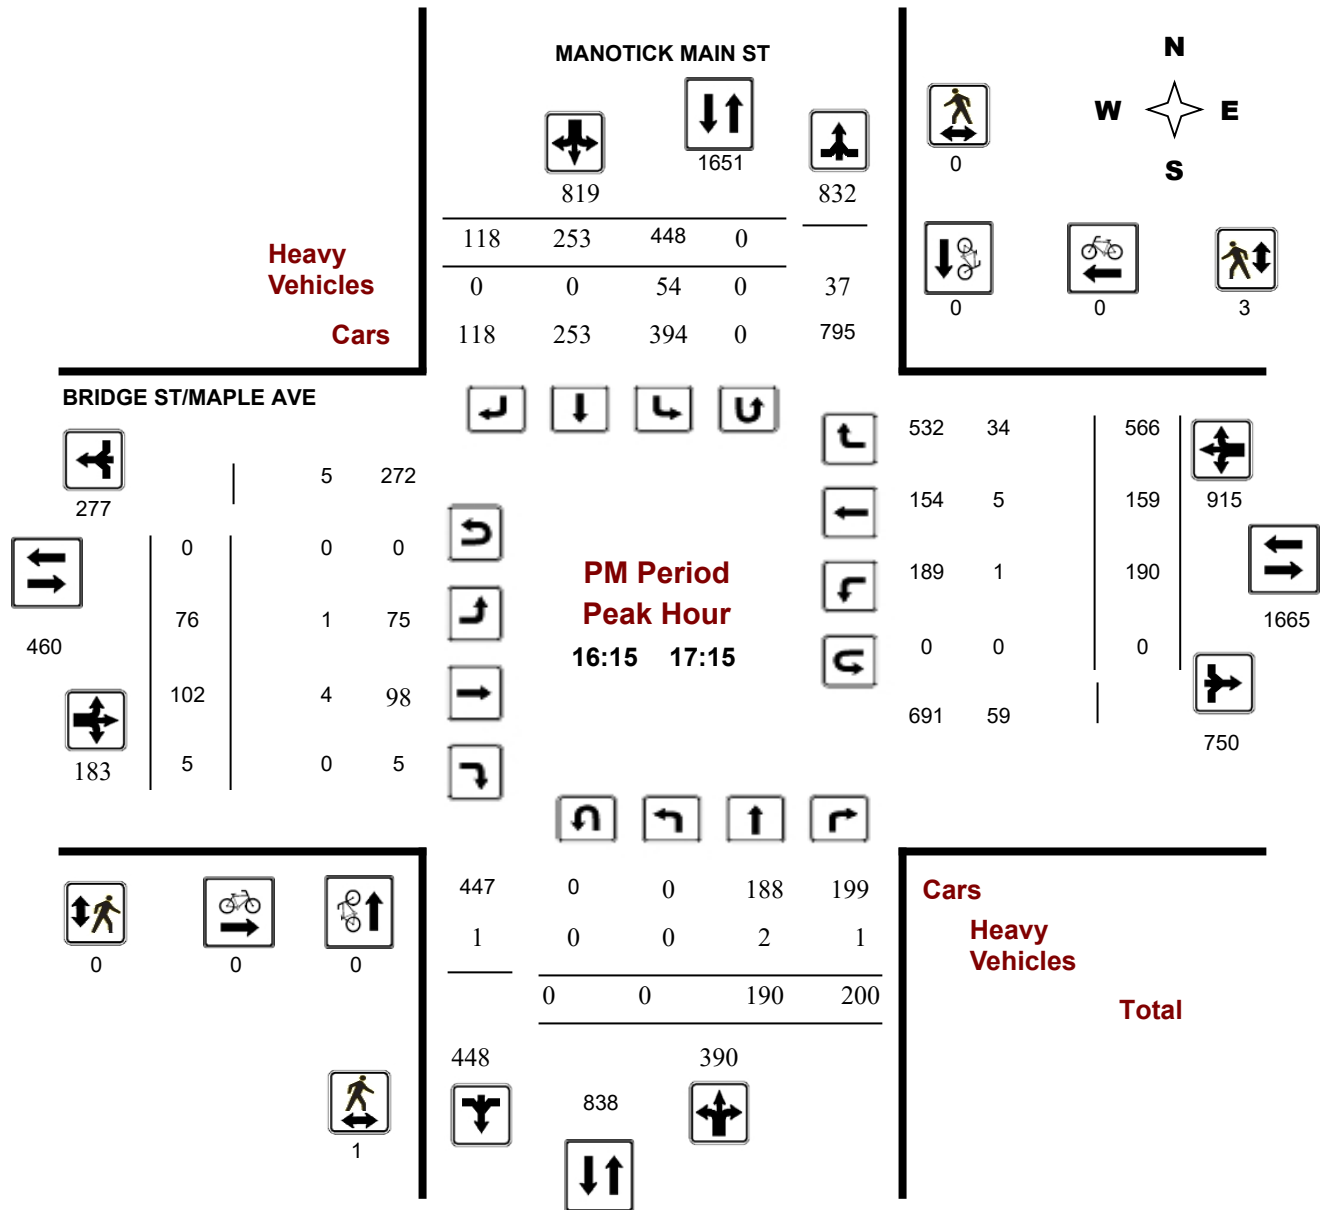 MANOTICK MAIN ST
N
W E
S
1651
819
832
0
118 253 448 0
Heavy
Vehicles
0 0 54 0 37
Cars
118 253 394 0 795
0 0 3
BRIDGE ST/MAPLE AVE
532 34 566
5 272
277
154 5 159 915
0 0 0
PM Period
Peak Hour
189 1 190
76 1 75
1665
460
16:15 17:15
0 0 0
102 4 98
691 59
750
183 5 0 5
447 0 0 188 199
Cars
1 0 0 2 1
Heavy
Vehicles
0 0 0
0 0 190 200
Total
448 390
838
1